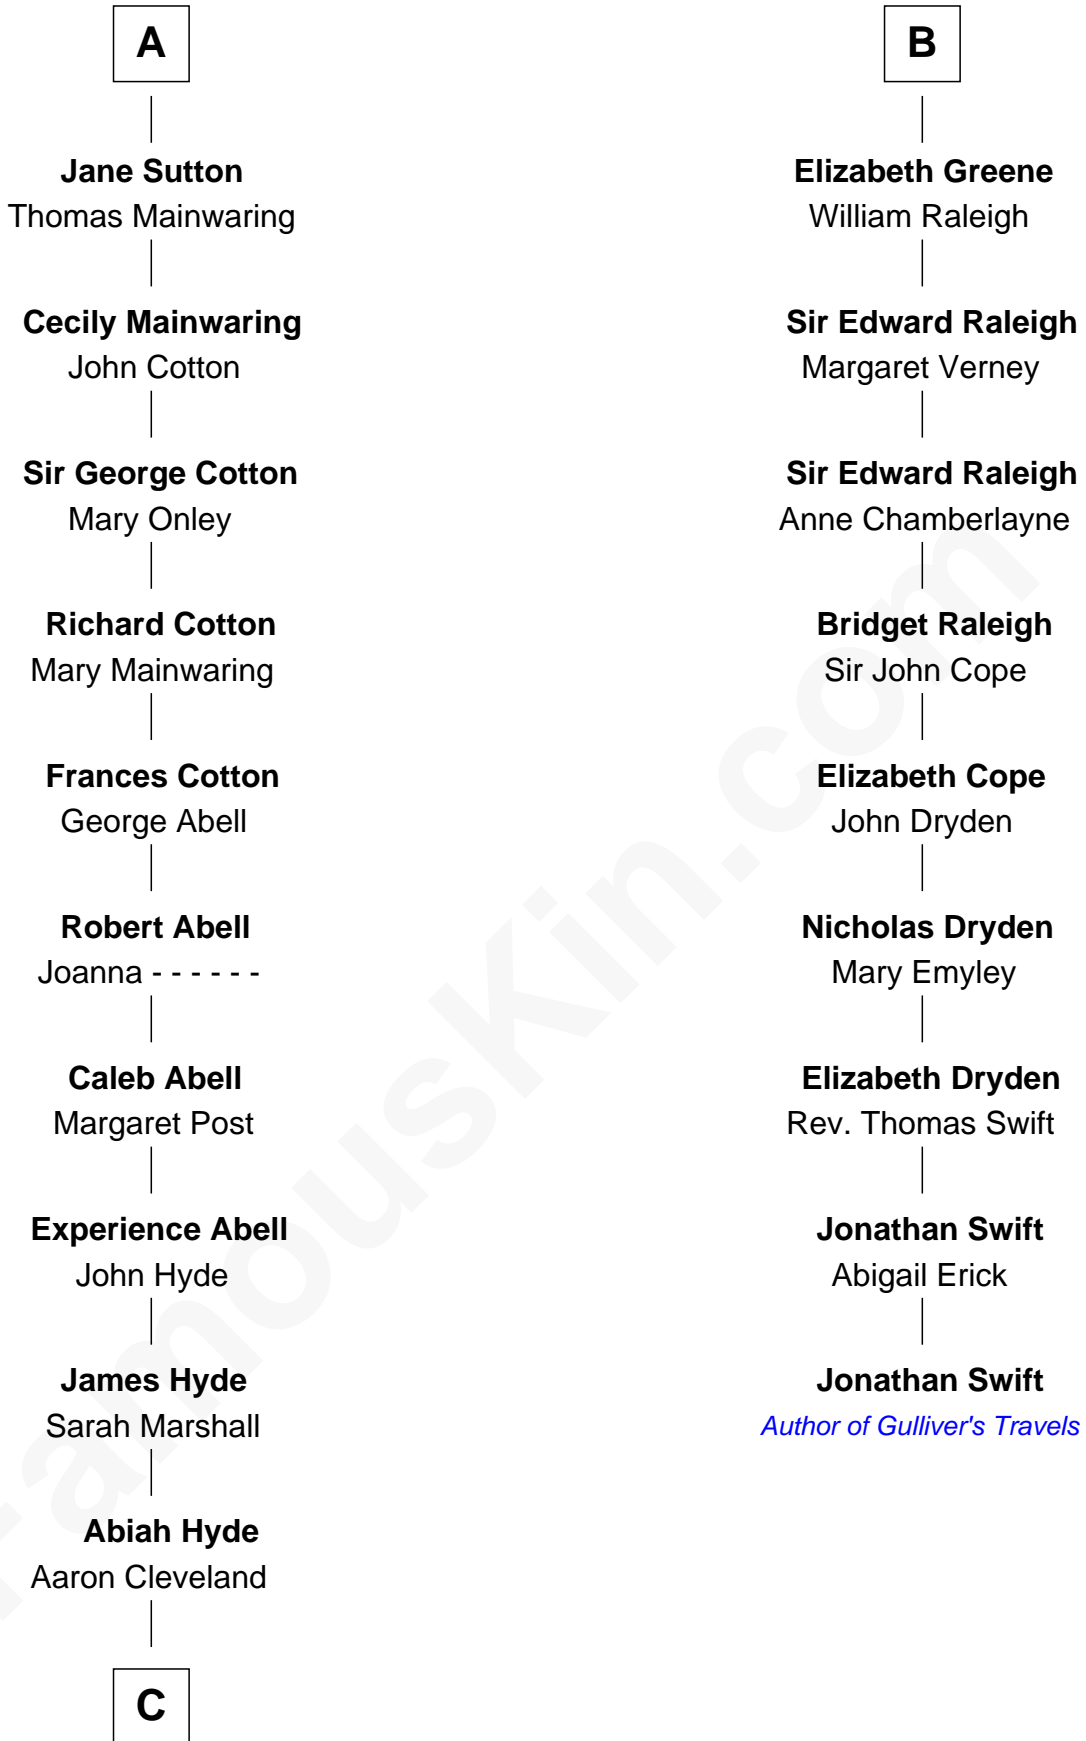 A
Jane Sutton
Thomas Mainwaring
Cecily Mainwaring
John Cotton
Sir George Cotton
Mary Onley
Richard Cotton
Mary Mainwaring
Frances Cotton
George Abell
Robert Abell
Joanna - - - - - -
Caleb Abell
Margaret Post
Experience Abell
John Hyde
James Hyde
Sarah Marshall
Abiah Hyde
Aaron Cleveland
C
B
Elizabeth Greene
William Raleigh
Sir Edward Raleigh
Margaret Verney
Sir Edward Raleigh
Anne Chamberlayne
Bridget Raleigh
Sir John Cope
Elizabeth Cope
John Dryden
Nicholas Dryden
Mary Emyley
Elizabeth Dryden
Rev. Thomas Swift
Jonathan Swift
Abigail Erick
Jonathan Swift
Author of Gulliver's Travels
FamousKin.com